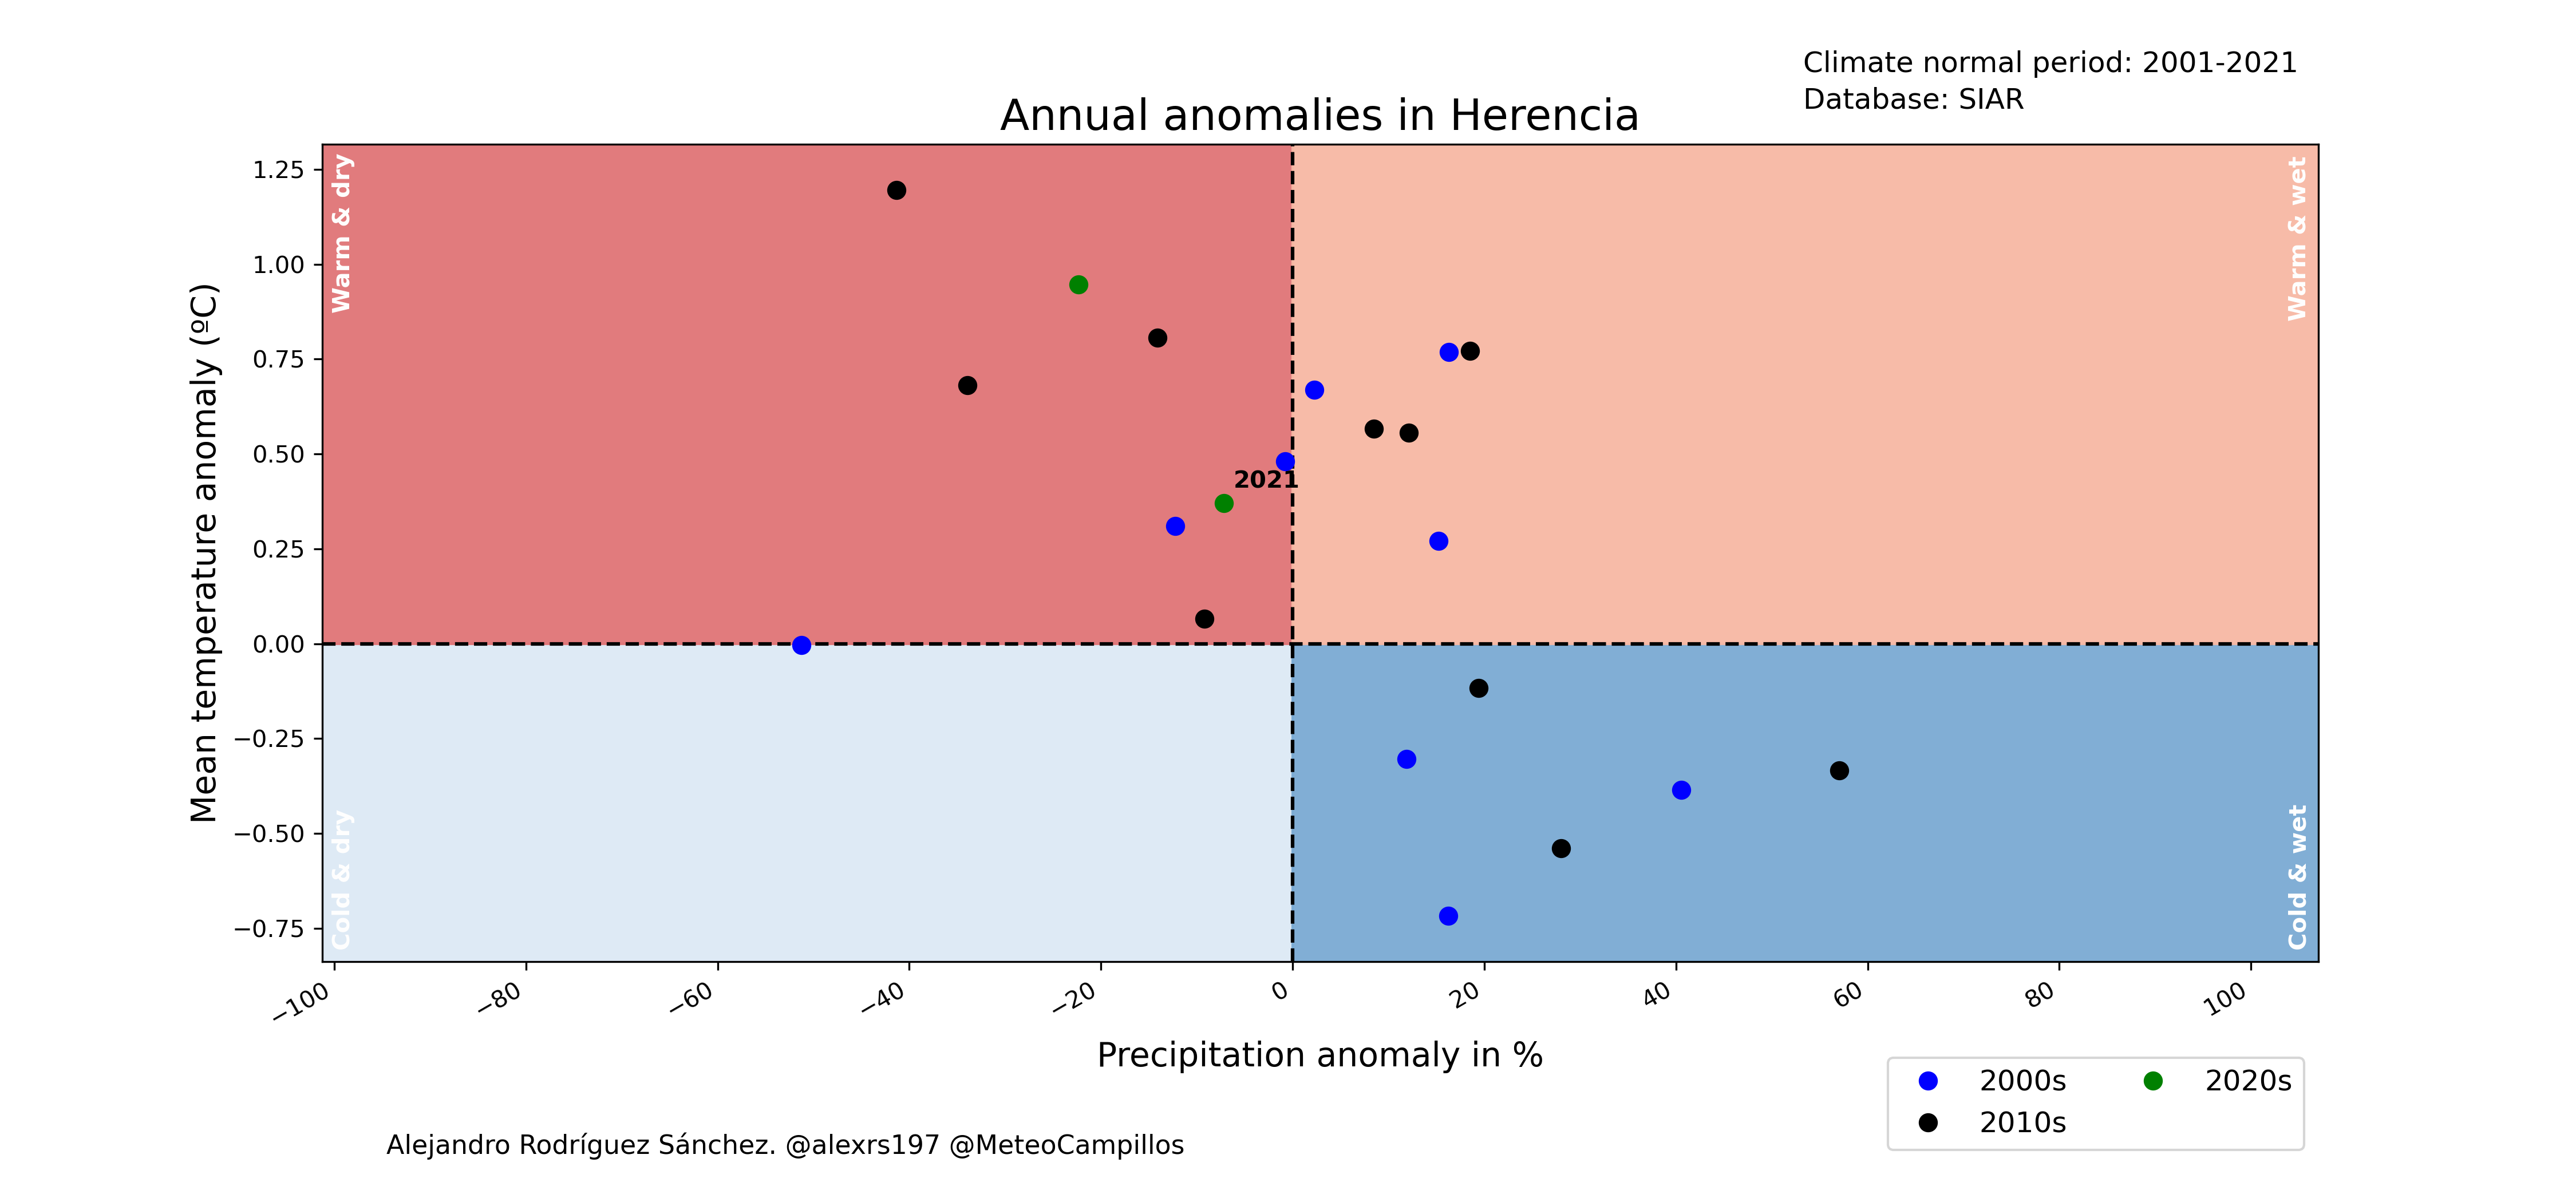 Climate normal period: 2001-2021
Database: SIAR
Annual anomalies in Herencia
Mean temperature anomaly (ºC)
1.25
1.00
0.75
0.50
0.25
0.00
−0.25
−0.50
−0.75
Warm & dry
Warm & wet
2021
Cold & dry
Cold & wet
−100
−80
−60
−40
−20
0
20
40
60
80
100
Precipitation anomaly in %
2000s
2010s
2020s
Alejandro Rodríguez Sánchez. @alexrs197 @MeteoCampillos